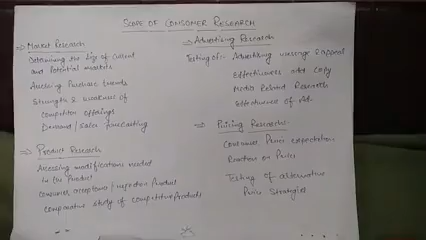 SCOPE OF CONSUMER RESEARCH
⇒ Market Research
Determining the size of current
and potential markets
Assessing Purchase trends
Strength & weakness of
competitor offerings
Demand/sales forecasting
⇒ Product Research
Assessing modifications needed
in the Product
Consumer acceptance/rejection Product
Comparative study of competitive Products
⇒ Advertising Research
Testing of:- Advertising message & appeal
Effectiveness of copy
Media Related Research
effectiveness of ads.
⇒ Pricing Research:-
Consumer Price expectation
Reaction on Prices
Testing of alternative
Price Strategies